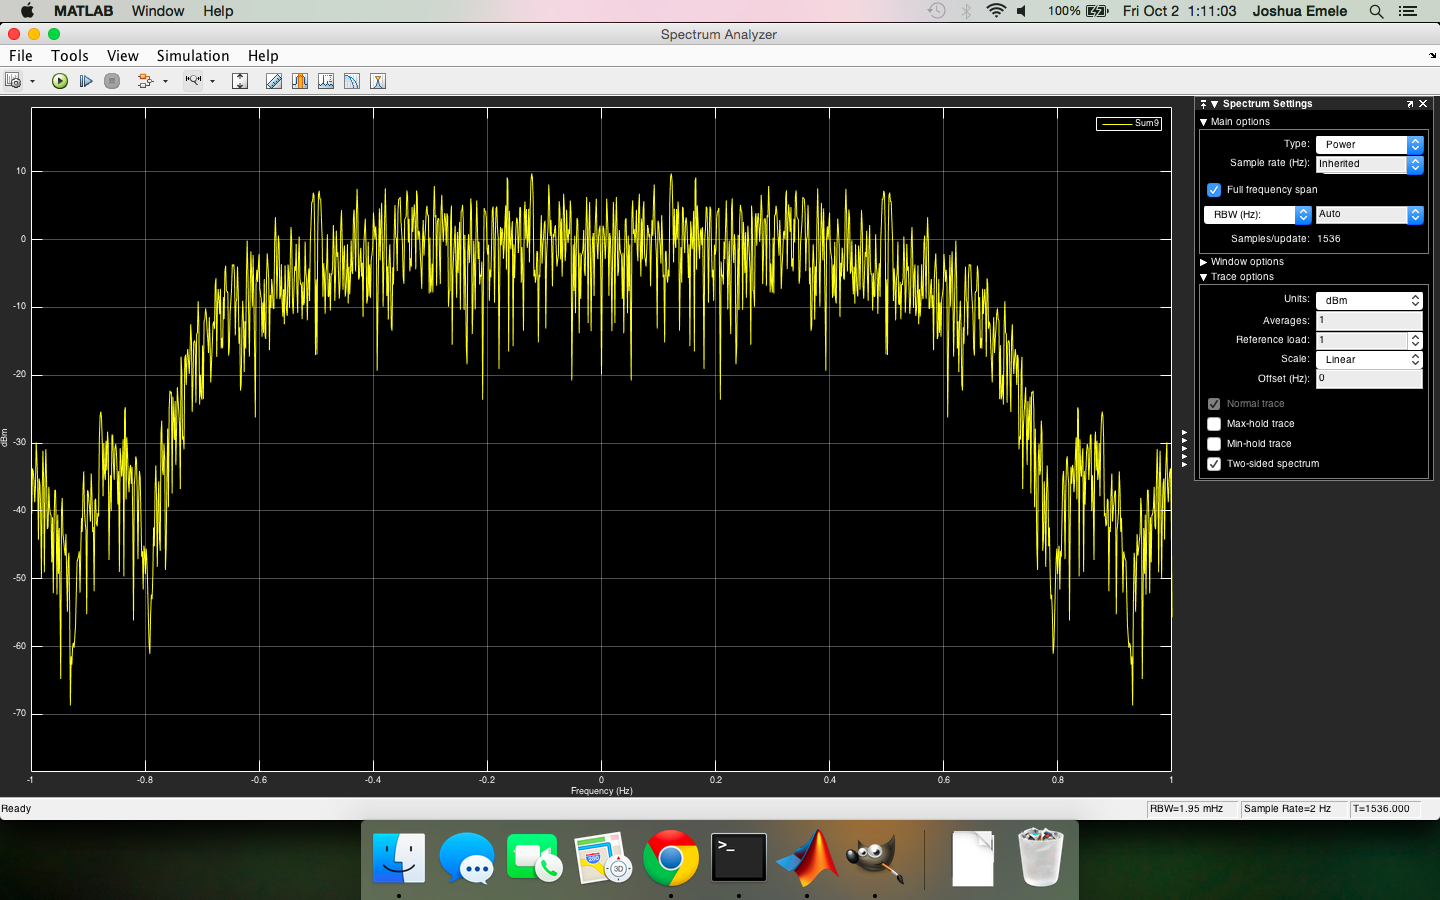 MATLAB Window Help 100% Fri Oct 2 1:11:03 Joshua Emele
Spectrum Analyzer
File Tools View Simulation Help
Spectrum Settings
Main options
Type: Power
Sample rate (Hz): Inherited
Full frequency span
RBW (Hz): Auto
Samples/update: 1536
Window options
Trace options
Units: dBm
Averages: 1
Reference load: 1
Scale: Linear
Offset (Hz): 0
Normal trace
Max-hold trace
Min-hold trace
Two-sided spectrum
Sum9
10
0
-10
-20
-30
-40
-50
-60
-70
dBm
-1 -0.8 -0.6 -0.4 -0.2 0 0.2 0.4 0.6 0.8 1
Frequency (Hz)
Ready RBW=1.95 mHz Sample Rate=2 Hz T=1536.000
280
3D
>_